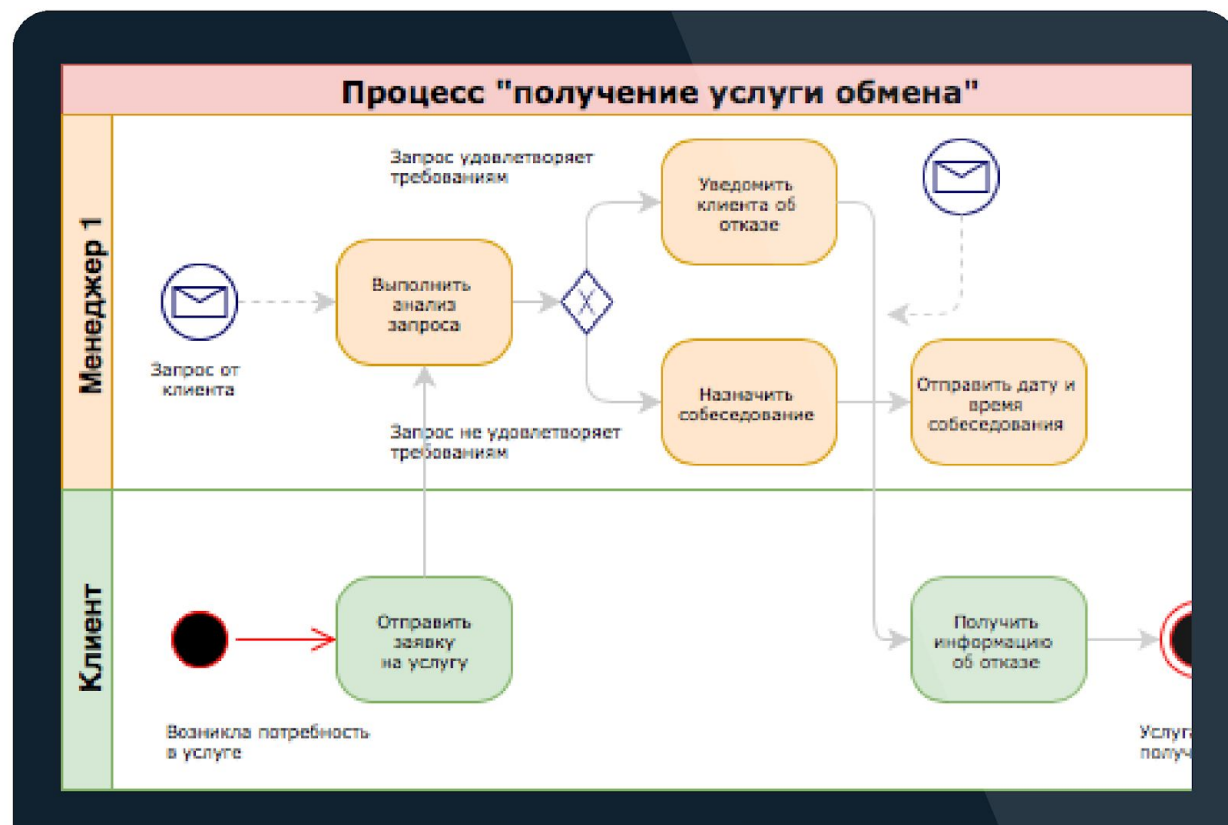 Процесс "получение услуги обмена"
Менеджер 1
Запрос удовлетворяет
требованиям
Уведомить
клиента об
отказе
Выполнить
анализ
запроса
X
Запрос от
клиента
Назначить
собеседование
Отправить дату и
время
собеседования
Запрос не удовлетворяет
требованиям
Клиент
Отправить
заявку
на услугу
Получить
информацию
об отказе
Возникла потребность
в услуге